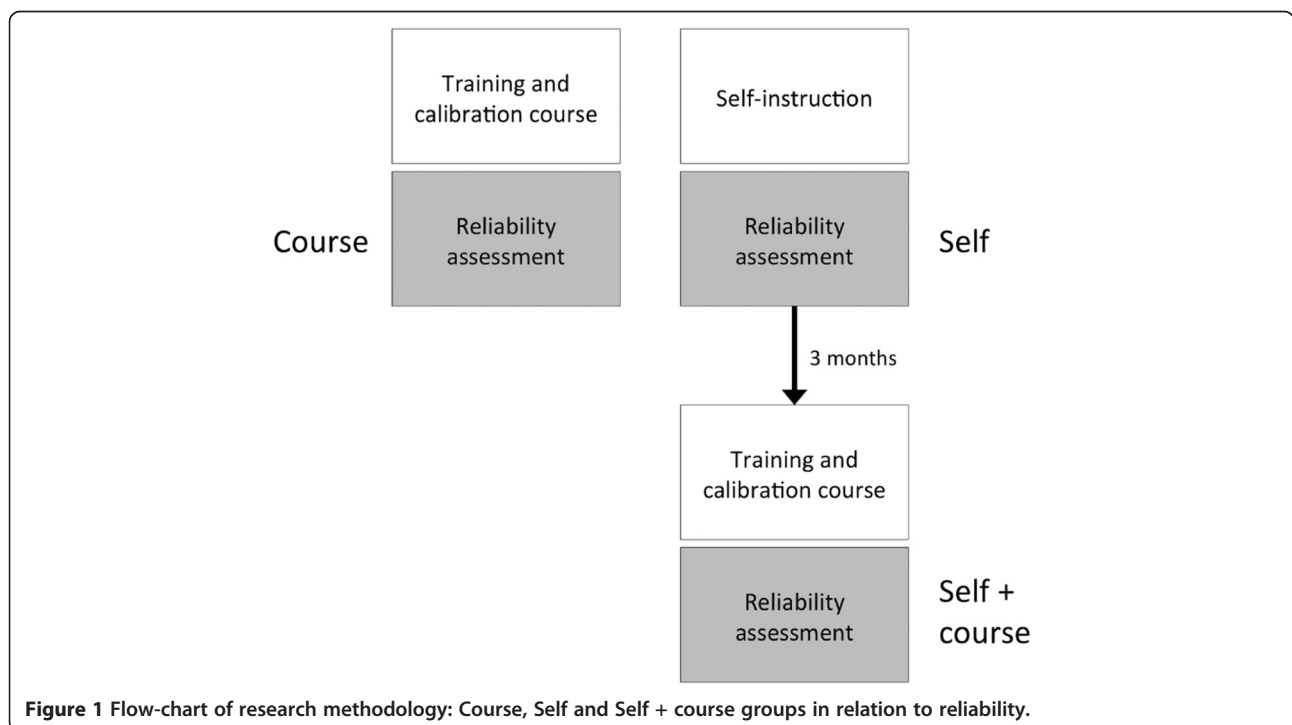 Training and
calibration course
Self-instruction
Course
Reliability
assessment
Reliability
assessment
Self
3 months
Training and
calibration course
Reliability
assessment
Self +
course
Figure 1 Flow-chart of research methodology: Course, Self and Self + course groups in relation to reliability.